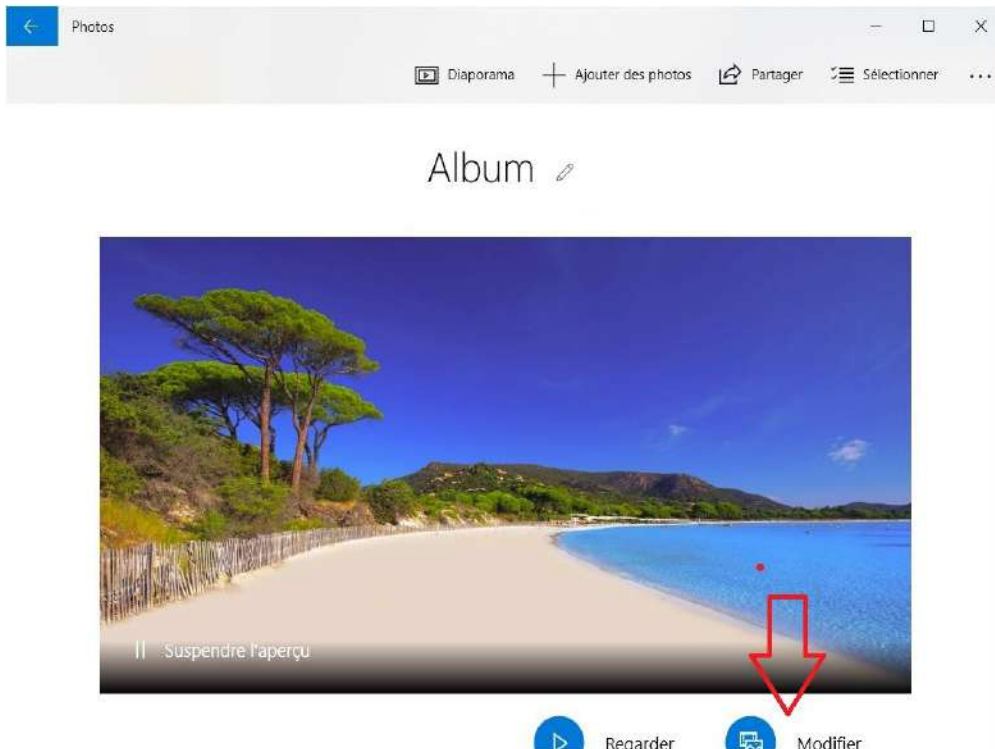 Photos
Diaporama Ajouter des photos Partager Sélectionner
Album
Suspendre l'aperçu
Regarder Modifier